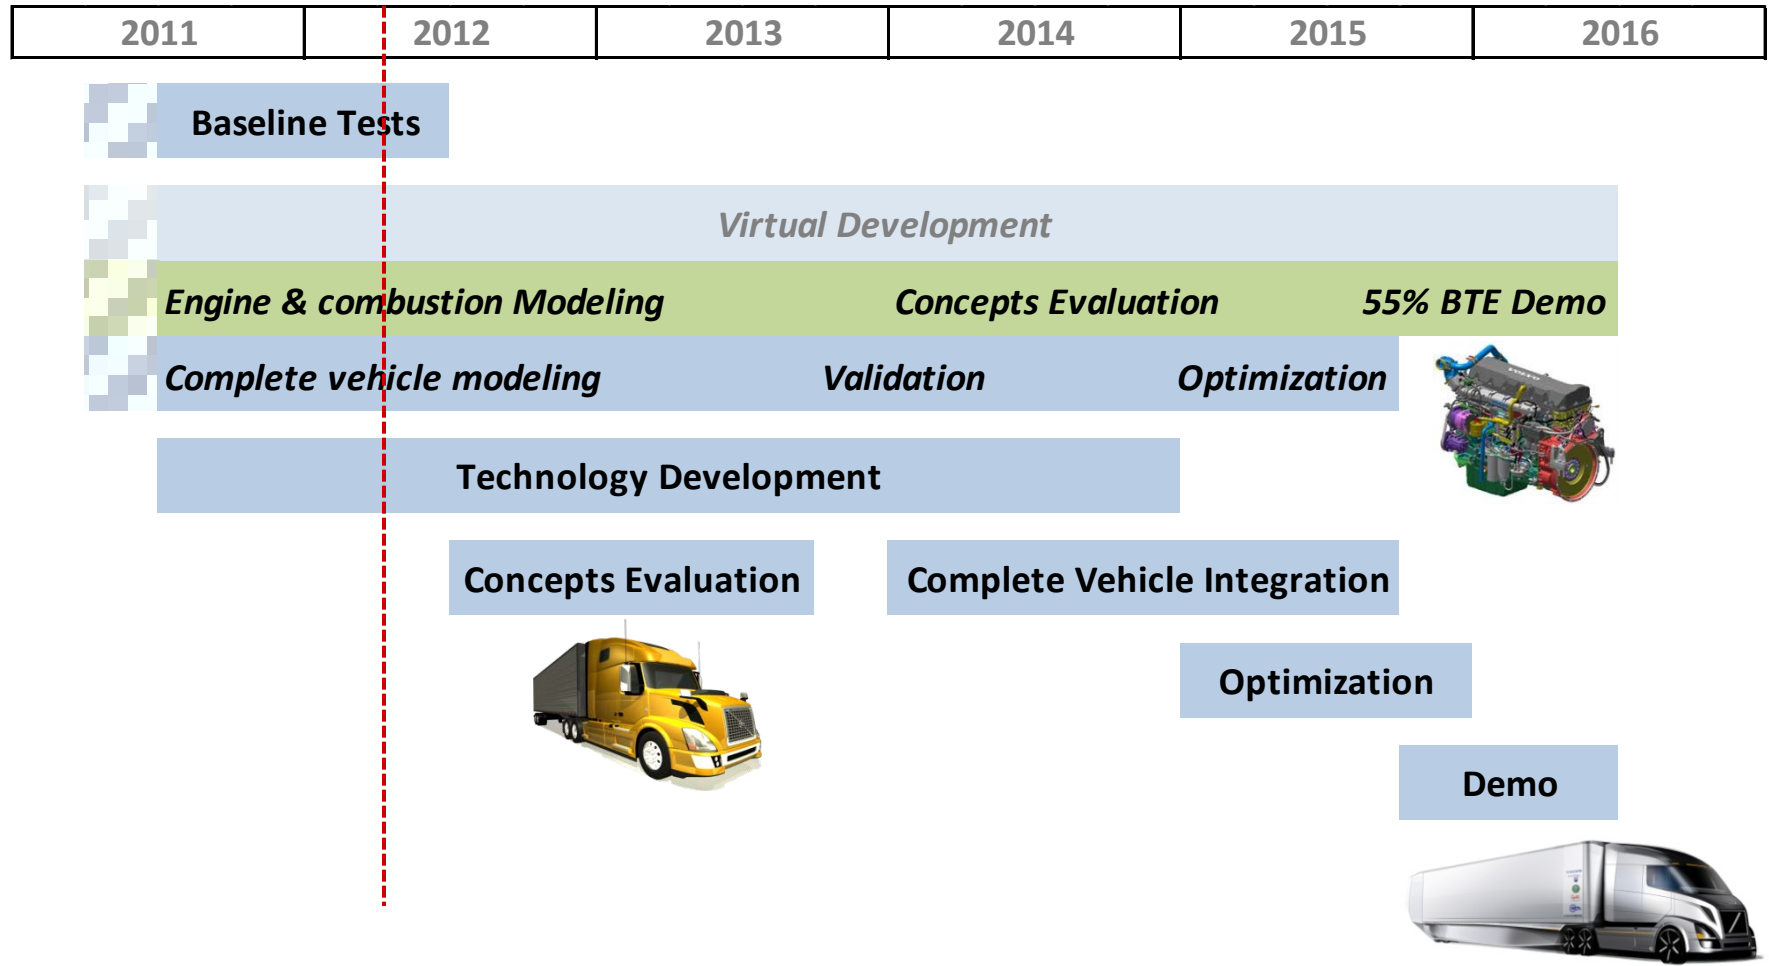 2011 2012 2013 2014 2015 2016
Baseline Tests
Virtual Development
Engine & combustion Modeling Concepts Evaluation 55% BTE Demo
Complete vehicle modeling Validation Optimization
VOLVO
Technology Development
Concepts Evaluation Complete Vehicle Integration
Optimization
Demo